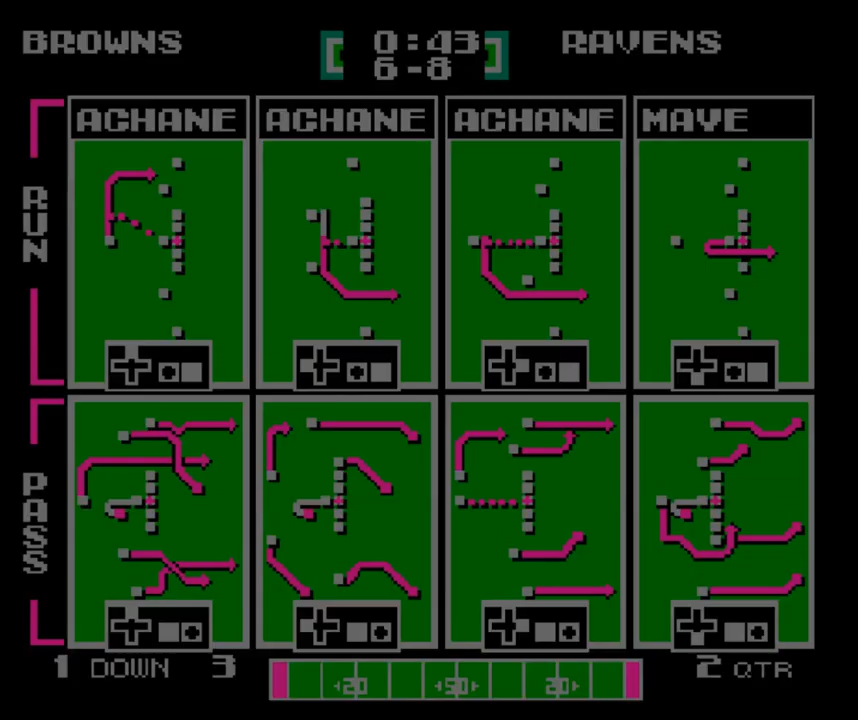 BROWNS 0:43 RAVENS
6-8
ACHANE ACHANE ACHANE MAVE
RUN
PASS
1 DOWN 3 2 QTR
◂20 ◂50▸ 20▸